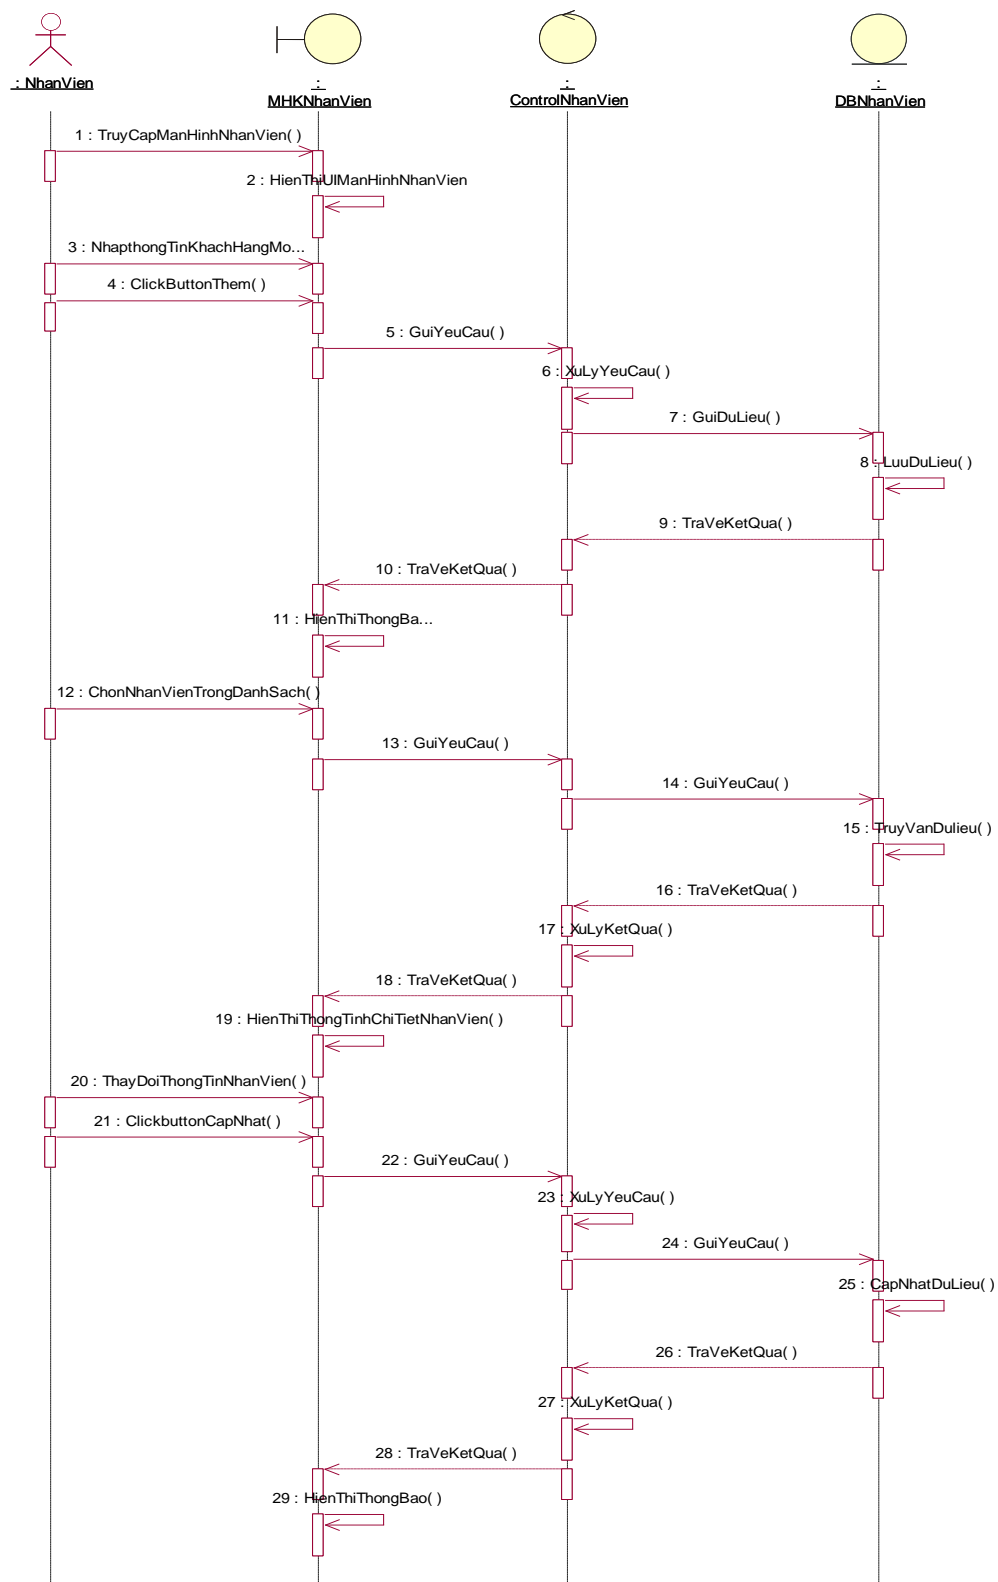 : NhanVien
:
MHKNhanVien
:
ControlNhanVien
:
DBNhanVien
1 : TruyCapManHinhNhanVien( )
2 : HienThiUIManHinhNhanVien
3 : NhapthongTinKhachHangMo...
4 : ClickButtonThem( )
5 : GuiYeuCau( )
6 : XuLyYeuCau( )
7 : GuiDuLieu( )
8 : LuuDuLieu( )
9 : TraVeKetQua( )
10 : TraVeKetQua( )
11 : HienThiThongBa...
12 : ChonNhanVienTrongDanhSach( )
13 : GuiYeuCau( )
14 : GuiYeuCau( )
15 : TruyVanDulieu( )
16 : TraVeKetQua( )
17 : XuLyKetQua( )
18 : TraVeKetQua( )
19 : HienThiThongTinhChiTietNhanVien( )
20 : ThayDoiThongTinNhanVien( )
21 : ClickbuttonCapNhat( )
22 : GuiYeuCau( )
23 : XuLyYeuCau( )
24 : GuiYeuCau( )
25 : CapNhatDuLieu( )
26 : TraVeKetQua( )
27 : XuLyKetQua( )
28 : TraVeKetQua( )
29 : HienThiThongBao( )